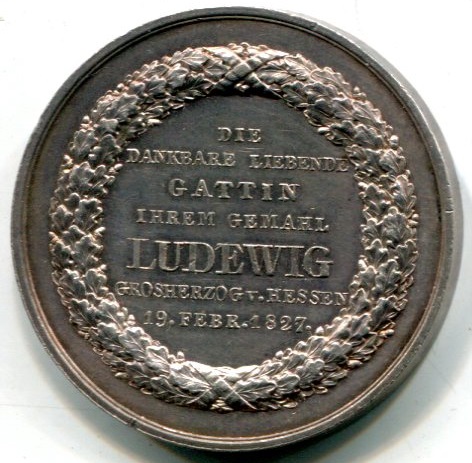 DIE
DANKBARE LIEBENDE
GATTIN
IHREM GEMAHL
LUDEWIG
GROSHERZOG v. HESSEN
19. FEBR. 1827.